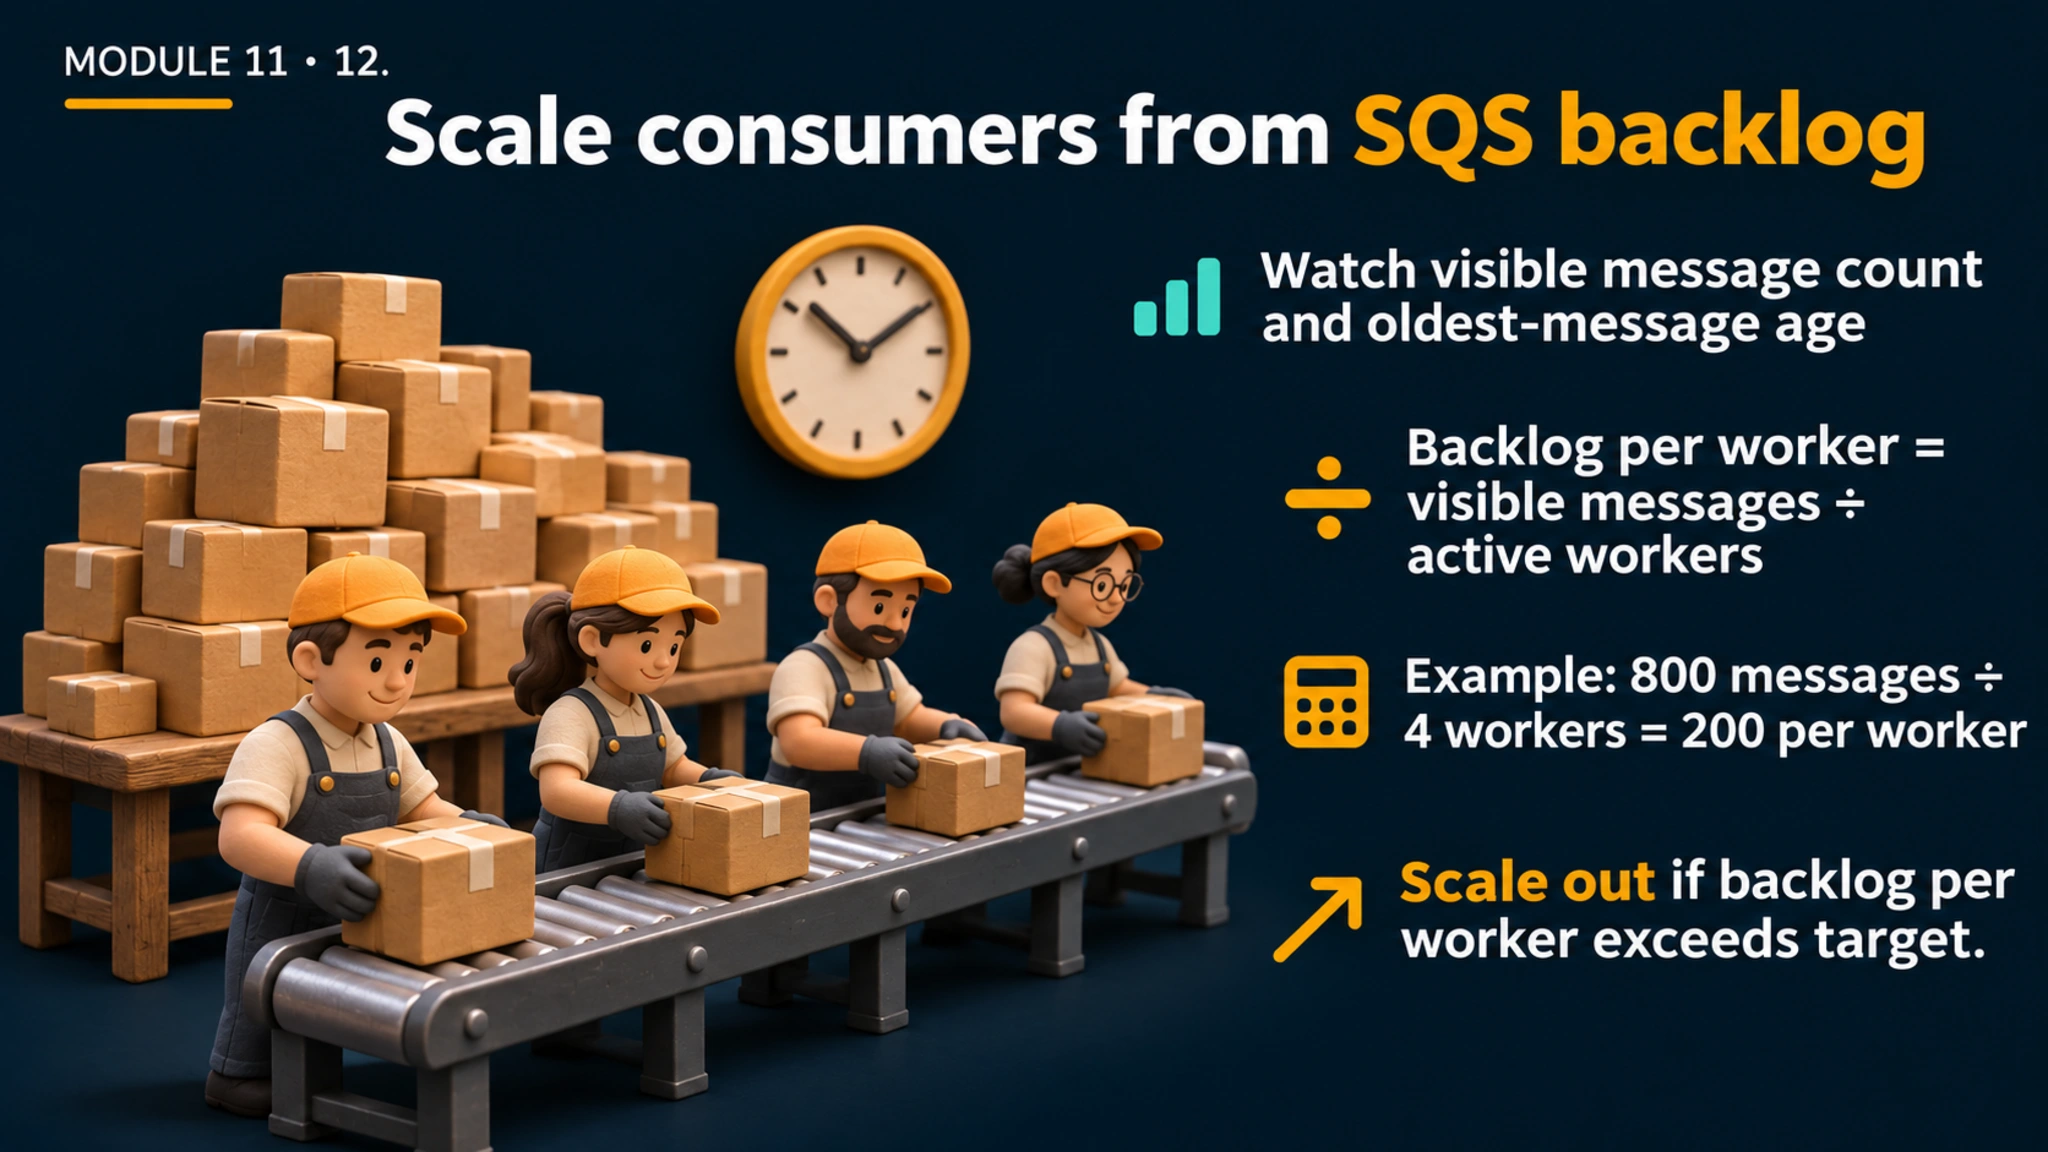 MODULE 11 • 12.
Scale consumers from SQS backlog
Watch visible message count
and oldest-message age
Backlog per worker =
visible messages ÷
active workers
Example: 800 messages ÷
4 workers = 200 per worker
Scale out if backlog per
worker exceeds target.